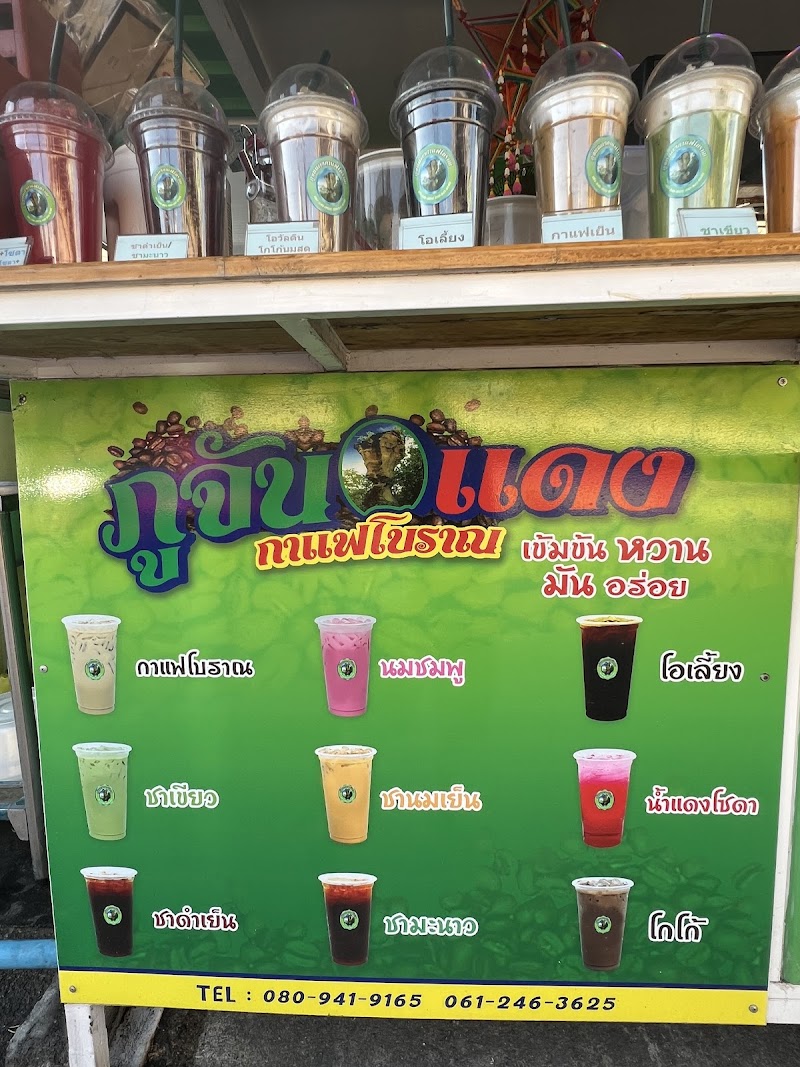 ชาดำเย็น/
ชามะนาว
โอวัลติน
โกโก้นมสด
โอเลี้ยง
กาแฟเย็น
ชาเขียว
ภูจันแดง
กาแฟโบราณ
เข้มข้น หวาน
มัน อร่อย
กาแฟโบราณ
นมชมพู
โอเลี้ยง
ชาเขียว
ชานมเย็น
น้ำแดงโซดา
ชาดำเย็น
ชามะนาว
โกโก้
TEL : 080-941-9165 061-246-3625